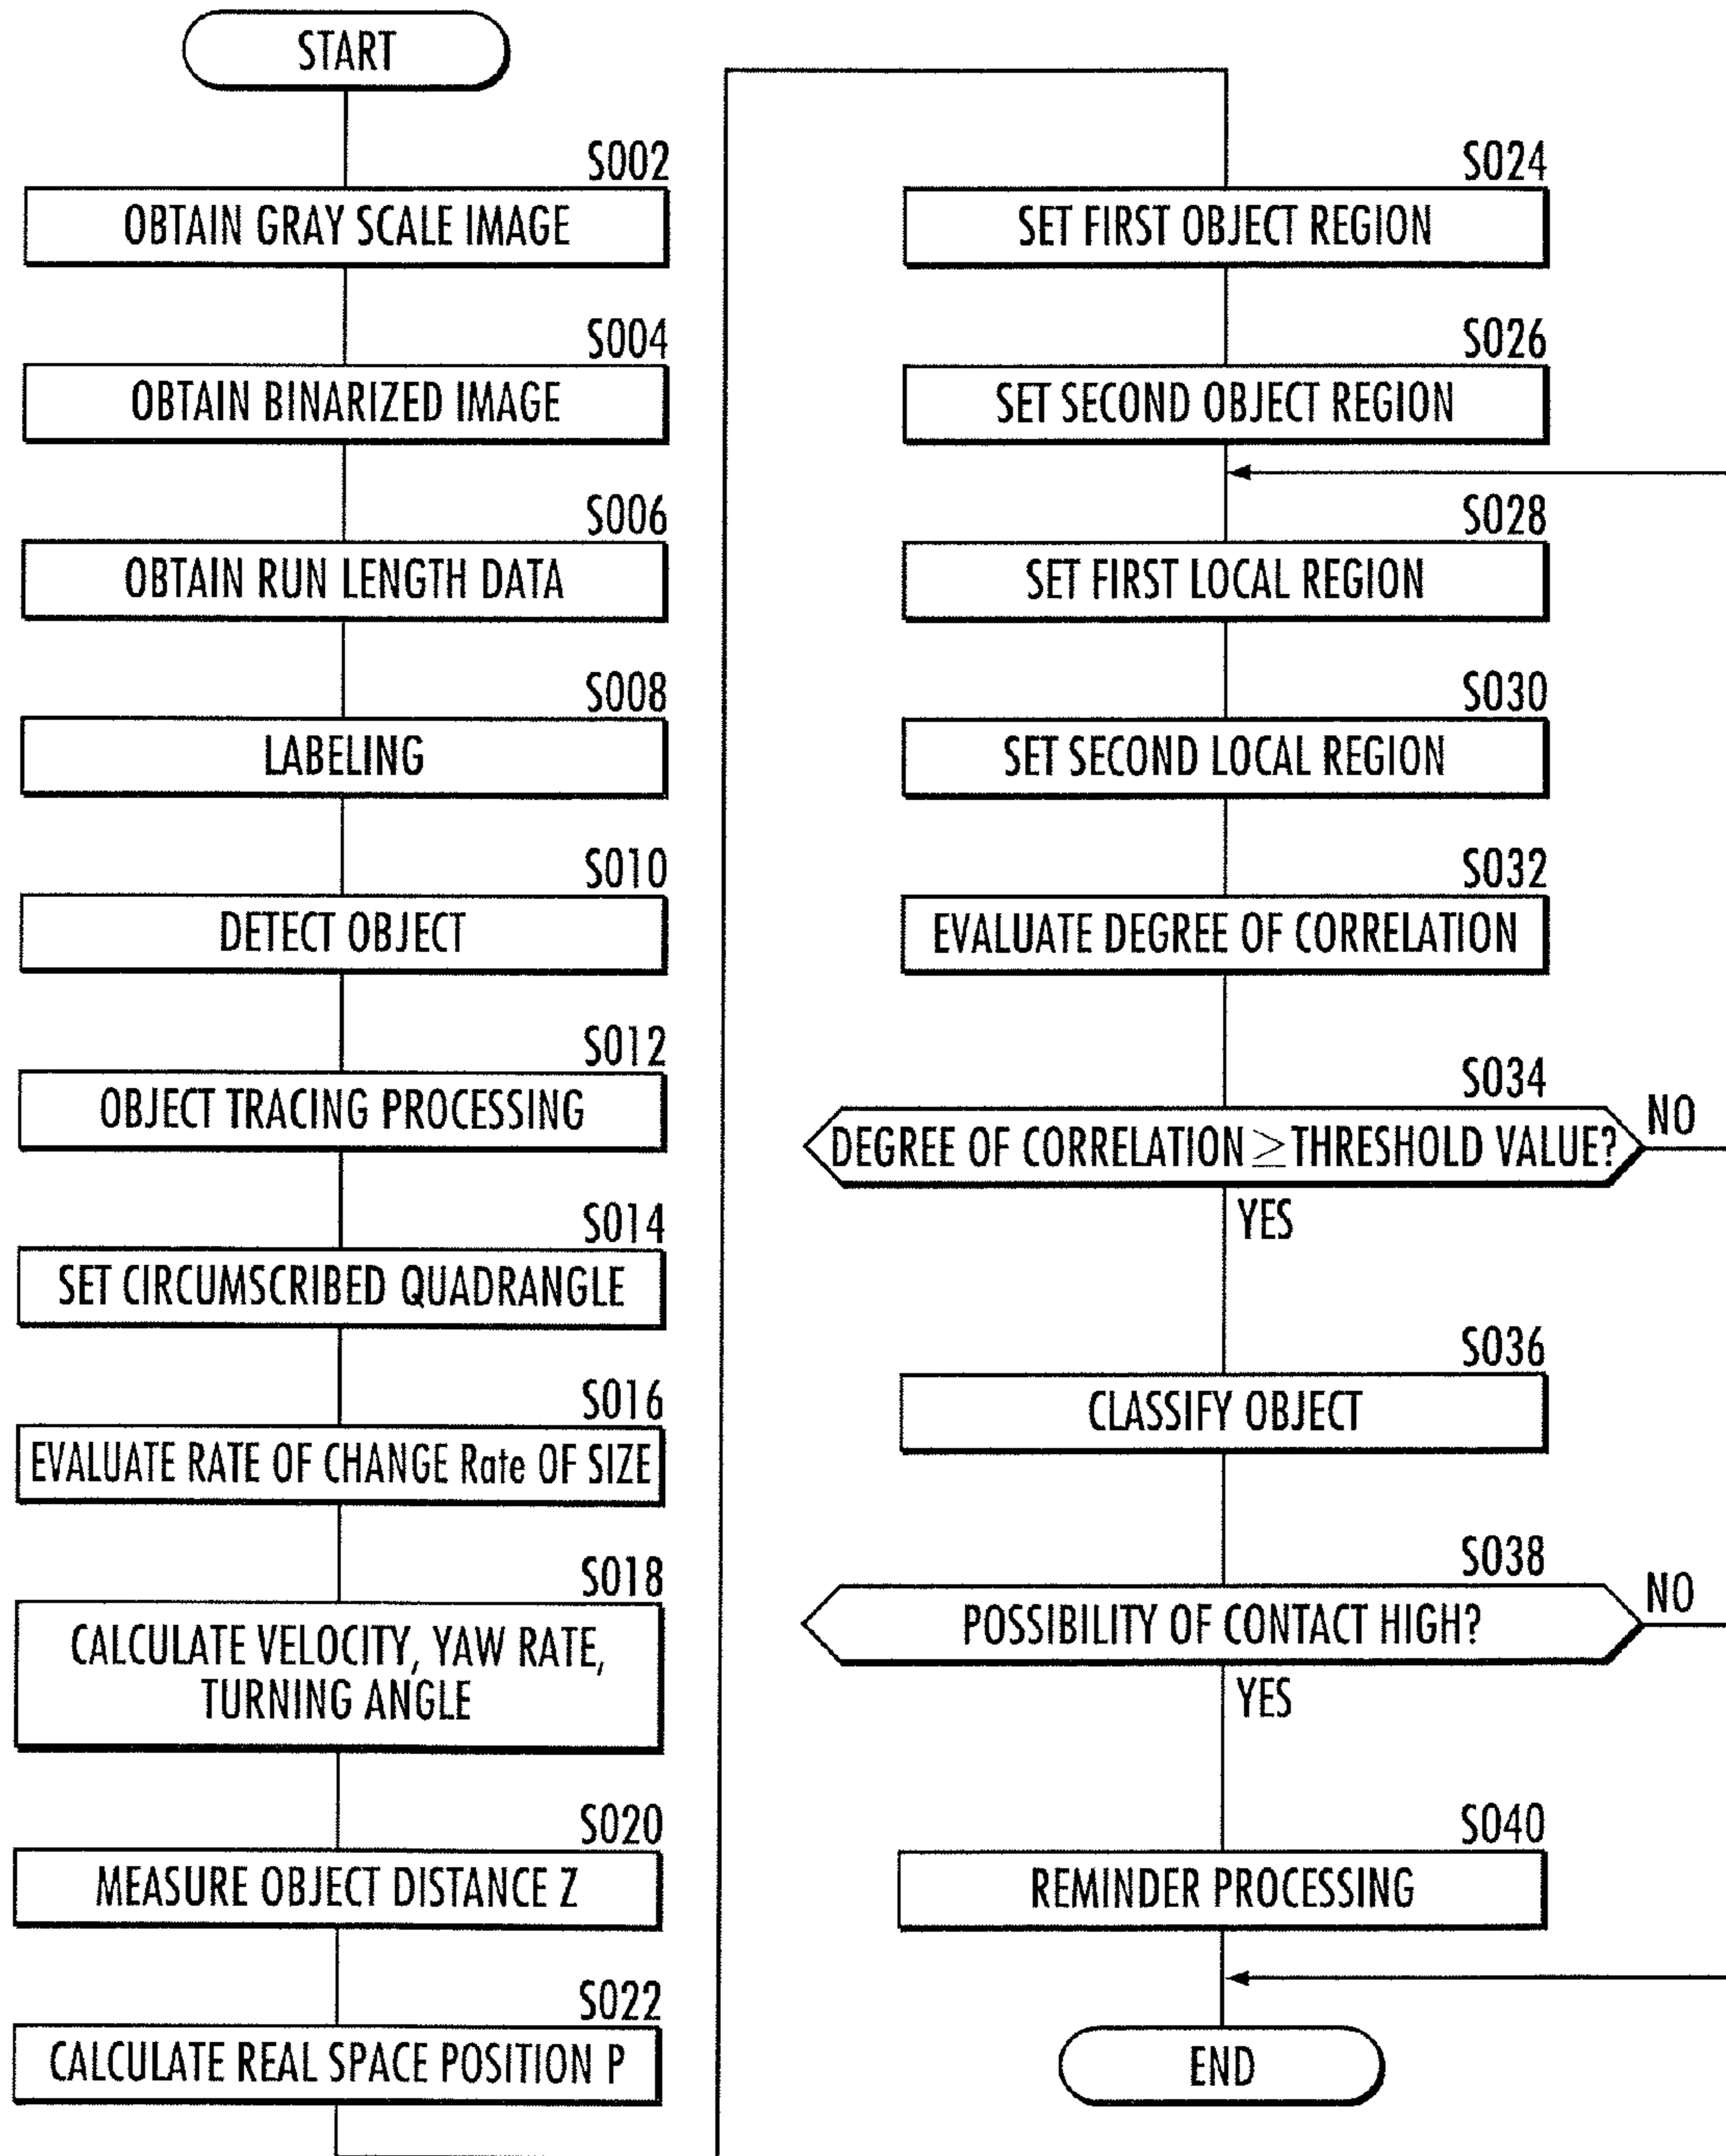 START
S002
OBTAIN GRAY SCALE IMAGE
S004
OBTAIN BINARIZED IMAGE
S006
OBTAIN RUN LENGTH DATA
S008
LABELING
S010
DETECT OBJECT
S012
OBJECT TRACING PROCESSING
S014
SET CIRCUMSCRIBED QUADRANGLE
S016
EVALUATE RATE OF CHANGE Rate OF SIZE
S018
CALCULATE VELOCITY, YAW RATE,
TURNING ANGLE
S020
MEASURE OBJECT DISTANCE Z
S022
CALCULATE REAL SPACE POSITION P
S024
SET FIRST OBJECT REGION
S026
SET SECOND OBJECT REGION
S028
SET FIRST LOCAL REGION
S030
SET SECOND LOCAL REGION
S032
EVALUATE DEGREE OF CORRELATION
S034
DEGREE OF CORRELATION ≥ THRESHOLD VALUE?
NO
YES
S036
CLASSIFY OBJECT
S038
POSSIBILITY OF CONTACT HIGH?
NO
YES
S040
REMINDER PROCESSING
END